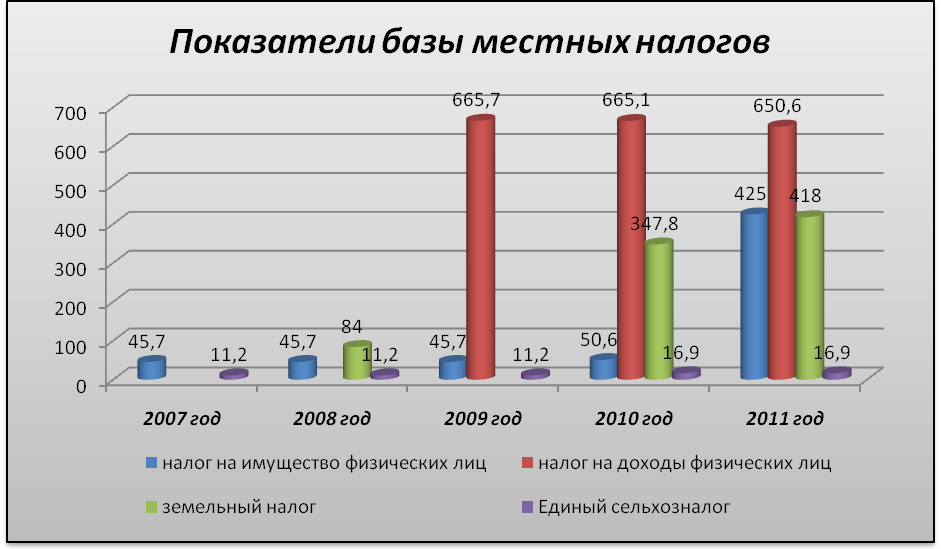 Показатели базы местных налогов
700
600
500
400
300
200
100
0
45,7
11,2
45,7
84
11,2
45,7
665,7
11,2
50,6
665,1
347,8
16,9
425
650,6
418
16,9
2007 год
2008 год
2009 год
2010 год
2011 год
налог на имущество физических лиц
налог на доходы физических лиц
земельный налог
Единый сельхозналог